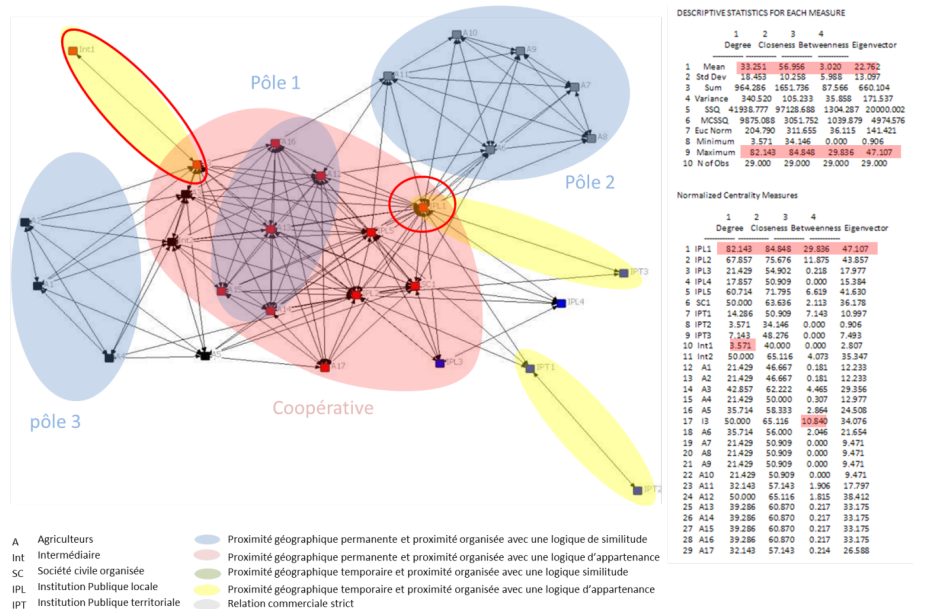 Int1
A10
A9
A11
A7
Pôle 1
A16
A8
Pôle 2
IPL1
IPL5
IPT3
SC1
IPL4
A14
A5
A17
IPL3
IPT1
Coopérative
pôle 3
IPT2
A Agriculteurs
Int Intermédiaire
SC Société civile organisée
IPL Institution Publique locale
IPT Institution Publique territoriale
Proximité géographique permanente et proximité organisée avec une logique de similitude
Proximité géographique permanente et proximité organisée avec une logique d'appartenance
Proximité géographique temporaire et proximité organisée avec une logique similitude
Proximité géographique temporaire et proximité organisée avec une logique d'appartenance
Relation commerciale strict
DESCRIPTIVE STATISTICS FOR EACH MEASURE
1 2 3 4
Degree Closeness Betweenness Eigenvector
1 Mean 33.251 56.956 3.020 22.762
2 Std Dev 18.453 10.258 5.988 13.097
3 Sum 964.286 1651.736 87.566 660.104
4 Variance 340.520 105.233 35.858 171.537
5 SSQ 41938.777 97128.688 1304.287 20000.002
6 MCSSQ 9875.088 3051.752 1039.879 4974.576
7 Euc Norm 204.790 311.655 36.115 141.421
8 Minimum 3.571 34.146 0.000 0.906
9 Maximum 82.143 84.848 29.836 47.107
10 N of Obs 29.000 29.000 29.000 29.000
Normalized Centrality Measures
1 2 3 4
Degree Closeness Betweenness Eigenvector
1 IPL1 82.143 84.848 29.836 47.107
2 IPL2 67.857 75.676 11.875 43.857
3 IPL3 21.429 54.902 0.218 17.977
4 IPL4 17.857 50.909 0.000 15.384
5 IPL5 60.714 71.795 6.619 41.630
6 SC1 50.000 63.636 2.113 36.178
7 IPT1 14.286 50.909 7.143 10.997
8 IPT2 3.571 34.146 0.000 0.906
9 IPT3 7.143 48.276 0.000 7.493
10 Int1 3.571 40.000 0.000 2.807
11 Int2 50.000 65.116 4.073 35.347
12 A1 21.429 46.667 0.181 12.233
13 A2 21.429 46.667 0.181 12.233
14 A3 42.857 62.222 4.465 29.356
15 A4 21.429 50.000 0.307 12.977
16 A5 35.714 58.333 2.864 24.508
17 I3 50.000 65.116 10.840 34.076
18 A6 35.714 56.000 2.046 21.654
19 A7 21.429 50.909 0.000 9.471
20 A8 21.429 50.909 0.000 9.471
21 A9 21.429 50.909 0.000 9.471
22 A10 21.429 50.909 0.000 9.471
23 A11 32.143 57.143 1.906 17.797
24 A12 50.000 65.116 1.815 38.412
25 A13 39.286 60.870 0.217 33.175
26 A14 39.286 60.870 0.217 33.175
27 A15 39.286 60.870 0.217 33.175
28 A16 39.286 60.870 0.217 33.175
29 A17 32.143 57.143 0.214 26.588